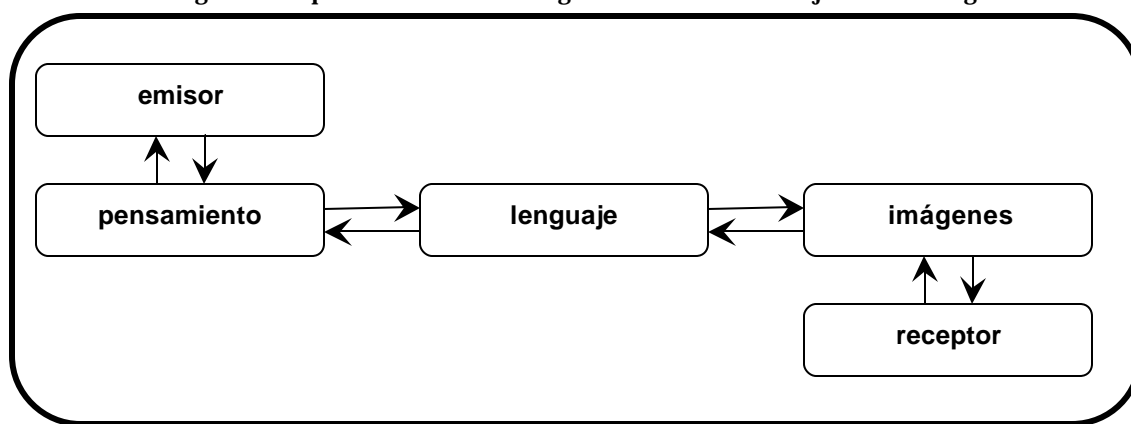 emisor
pensamiento
lenguaje
imágenes
receptor